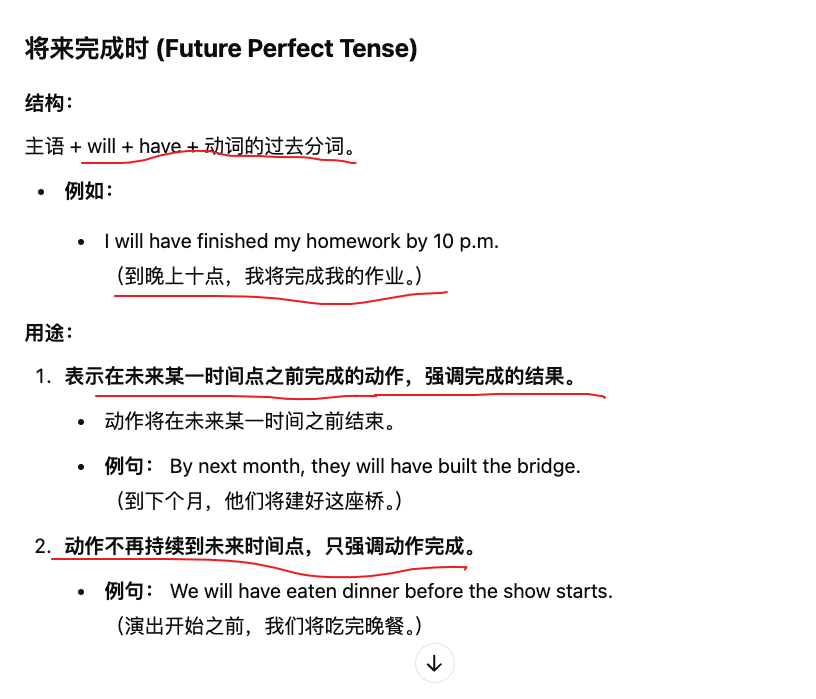 将来完成时 (Future Perfect Tense)
结构：
主语 + will + have + 动词的过去分词。
• 例如：
• I will have finished my homework by 10 p.m.
（到晚上十点，我将完成我的作业。）
用途：
1. 表示在未来某一时间点之前完成的动作，强调完成的结果。
• 动作将在未来某一时间之前结束。
• 例句： By next month, they will have built the bridge.
（到下个月，他们将建好这座桥。）
2. 动作不再持续到未来时间点，只强调动作完成。
• 例句： We will have eaten dinner before the show starts.
（演出开始之前，我们将吃完晚餐。）